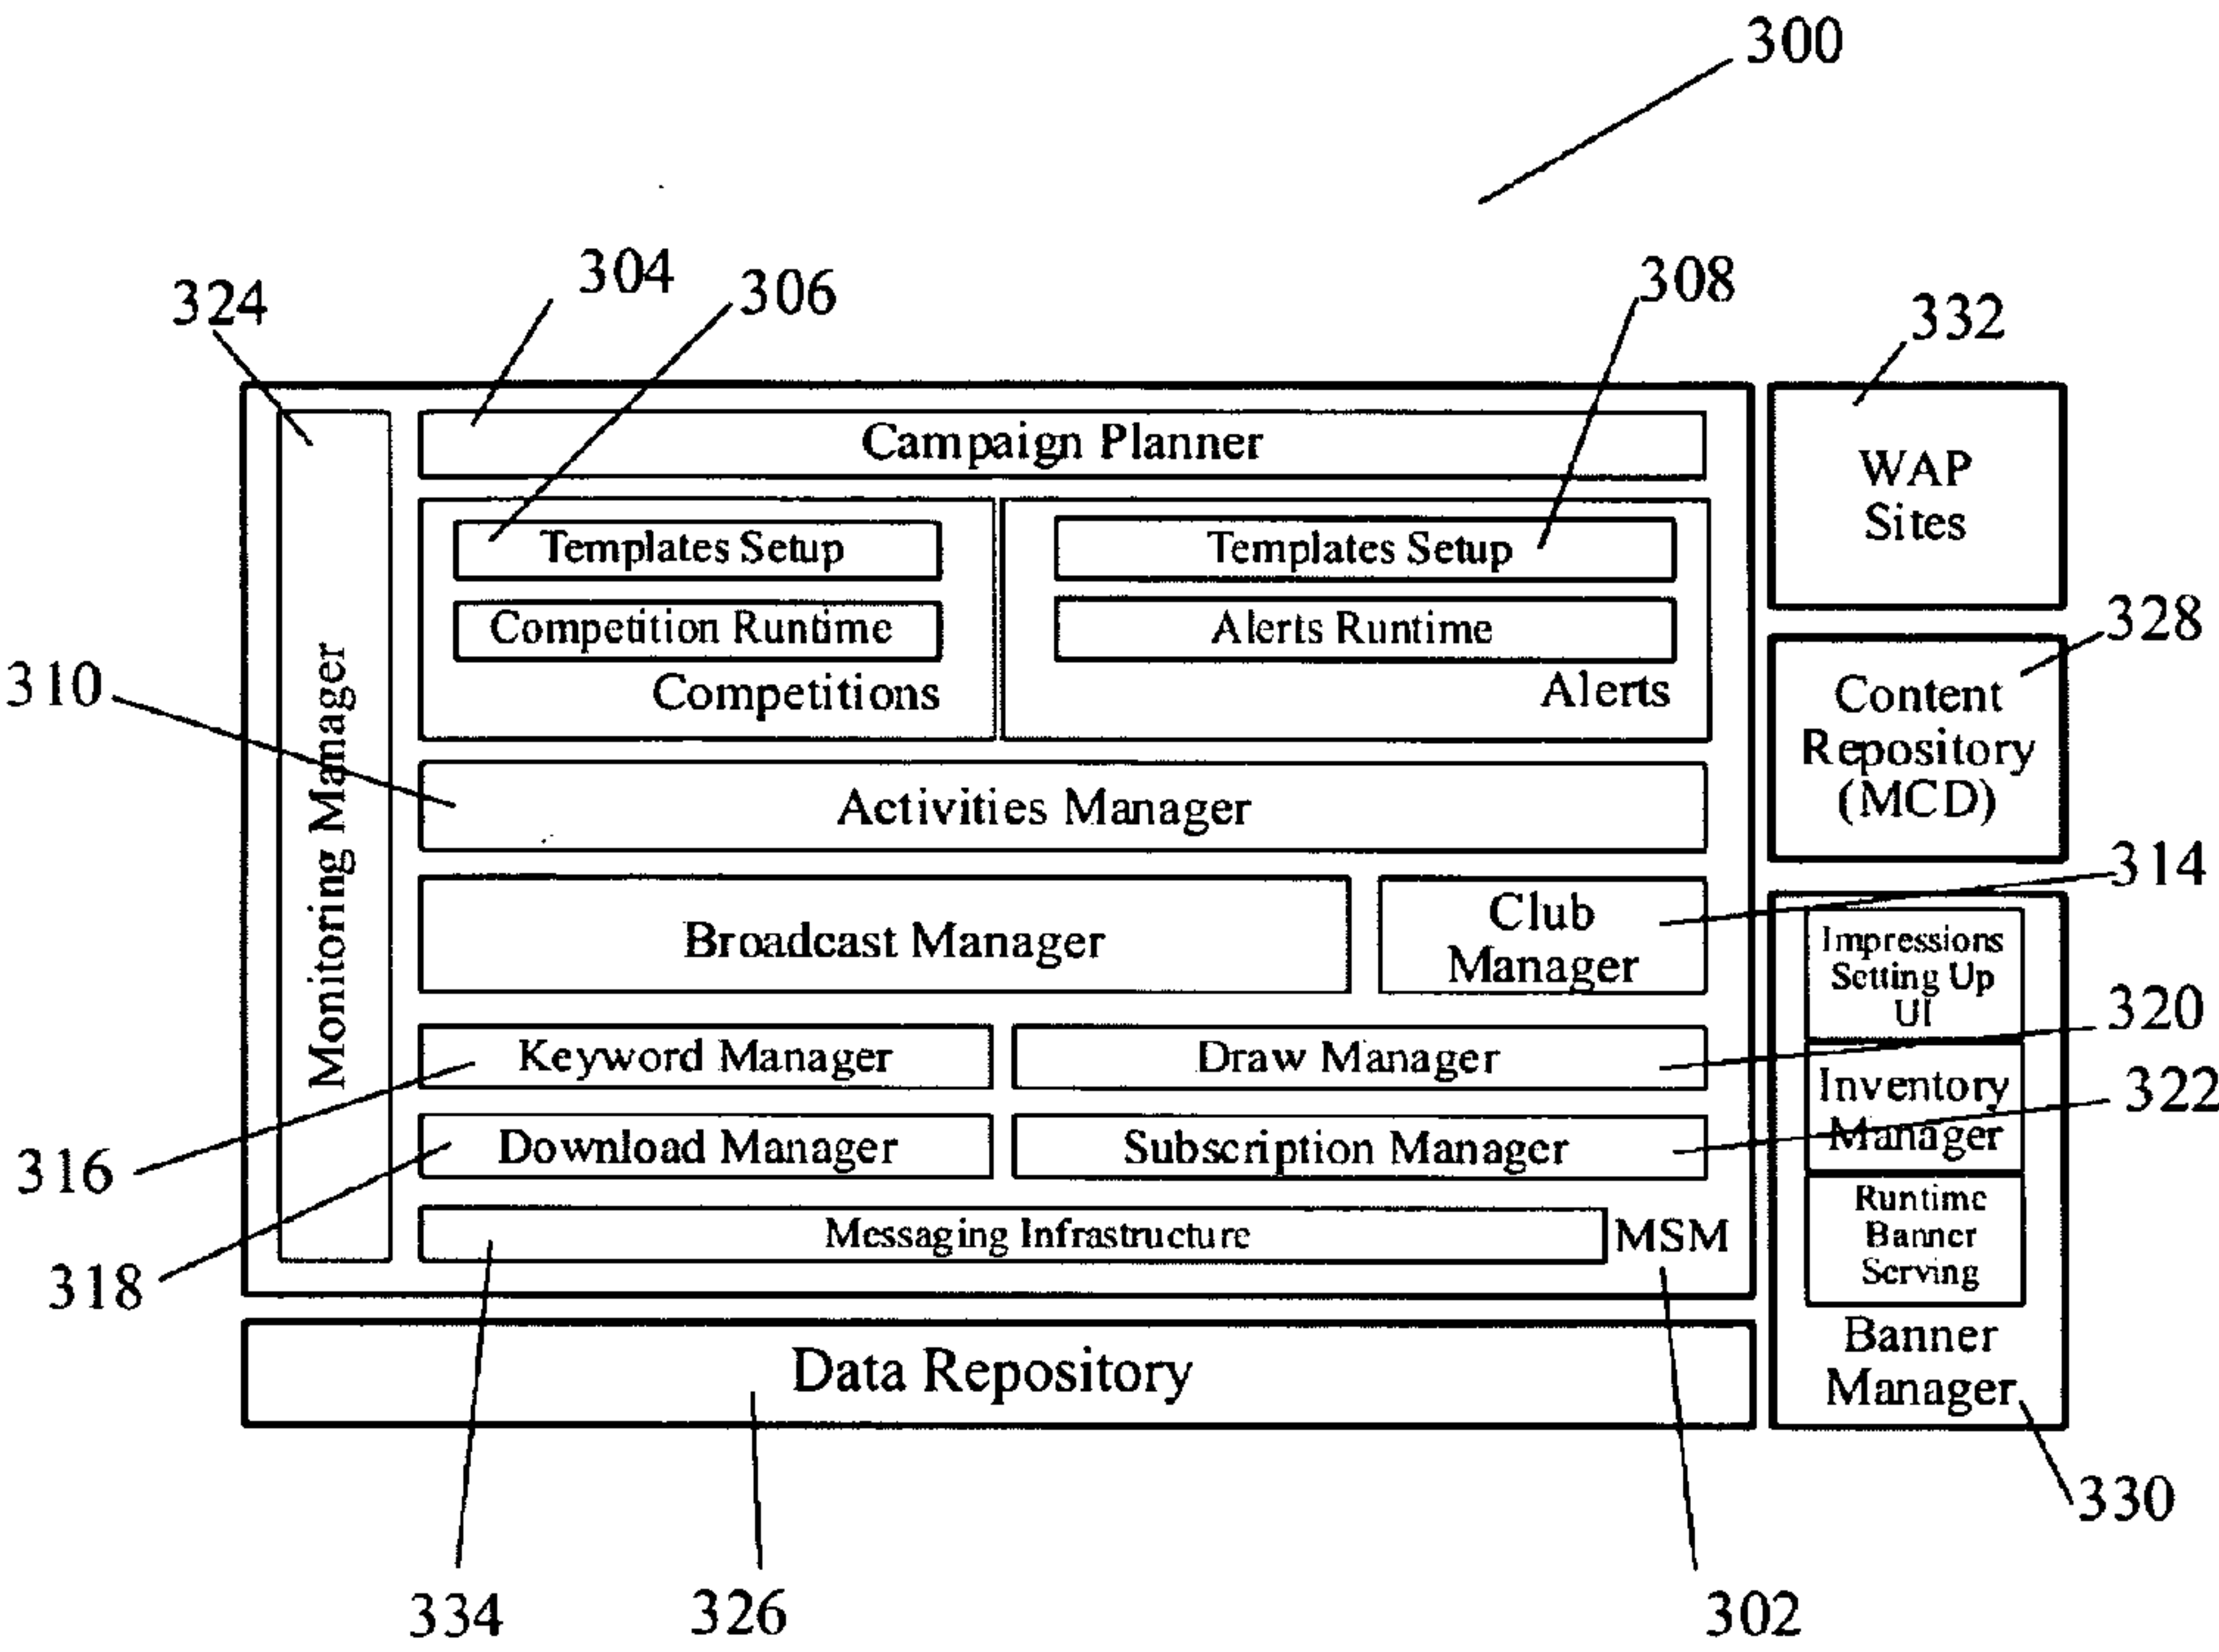 300
304
306
308
324
332
Campaign Planner
WAP
Sites
Templates Setup
Templates Setup
Competition Runtime
Alerts Runtime
Competitions
Alerts
328
Content
Repository
(MCD)
310
Monitoring Manager
Activities Manager
314
Broadcast Manager
Club
Manager
Impressions
Setting Up
UI
320
Keyword Manager
Draw Manager
Inventory
Manager
322
316
Download Manager
Subscription Manager
Runtime
Banner
Serving
318
Messaging Infrastructure
MSM
Banner
Manager
Data Repository
330
334
326
302